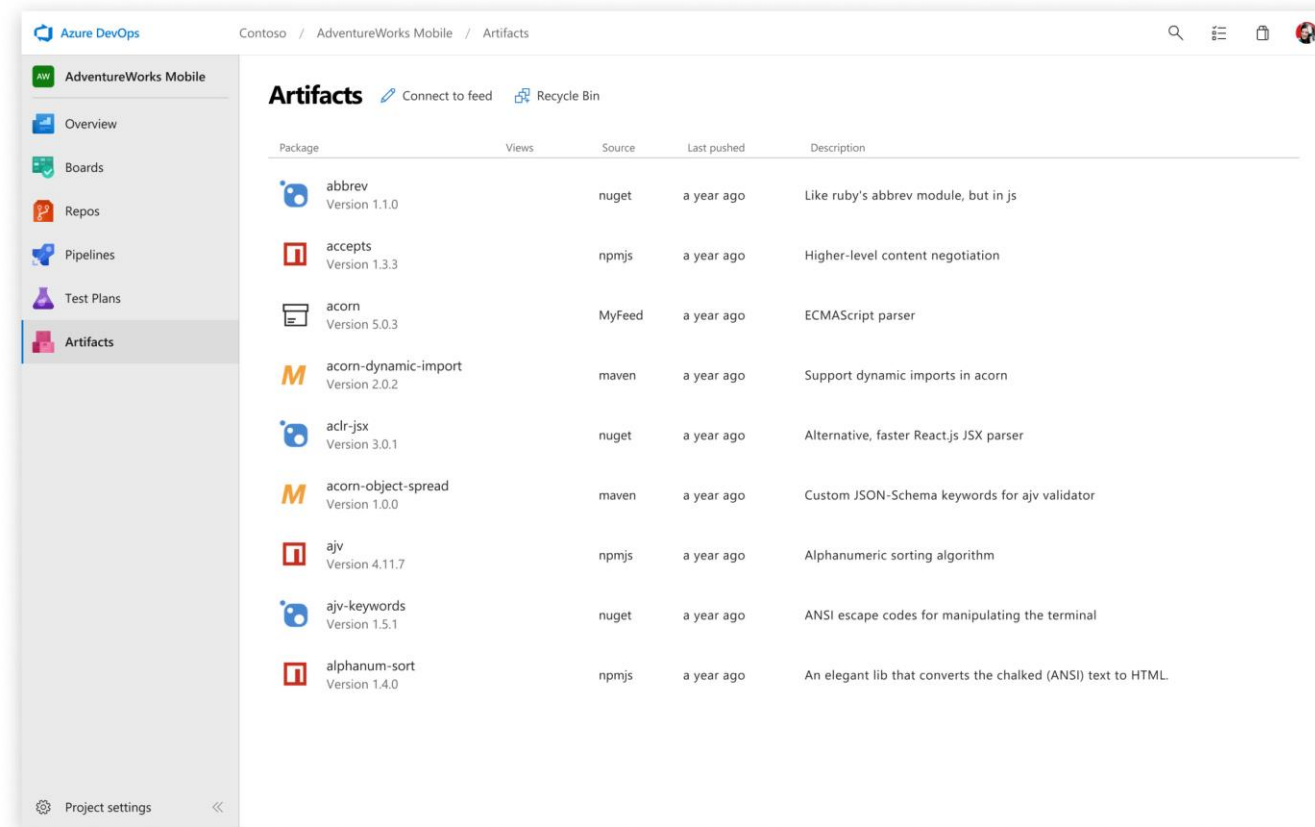 Azure DevOps
Contoso / AdventureWorks Mobile / Artifacts
AW AdventureWorks Mobile
Overview
Boards
Repos
Pipelines
Test Plans
Artifacts
Project settings
Artifacts Connect to feed Recycle Bin
Package Views Source Last pushed Description
abbrev
Version 1.1.0
nuget a year ago Like ruby's abbrev module, but in js
accepts
Version 1.3.3
npmjs a year ago Higher-level content negotiation
acorn
Version 5.0.3
MyFeed a year ago ECMAScript parser
M
acorn-dynamic-import
Version 2.0.2
maven a year ago Support dynamic imports in acorn
aclr-jsx
Version 3.0.1
nuget a year ago Alternative, faster React.js JSX parser
M
acorn-object-spread
Version 1.0.0
maven a year ago Custom JSON-Schema keywords for ajv validator
ajv
Version 4.11.7
npmjs a year ago Alphanumeric sorting algorithm
ajv-keywords
Version 1.5.1
nuget a year ago ANSI escape codes for manipulating the terminal
alphanum-sort
Version 1.4.0
npmjs a year ago An elegant lib that converts the chalked (ANSI) text to HTML.